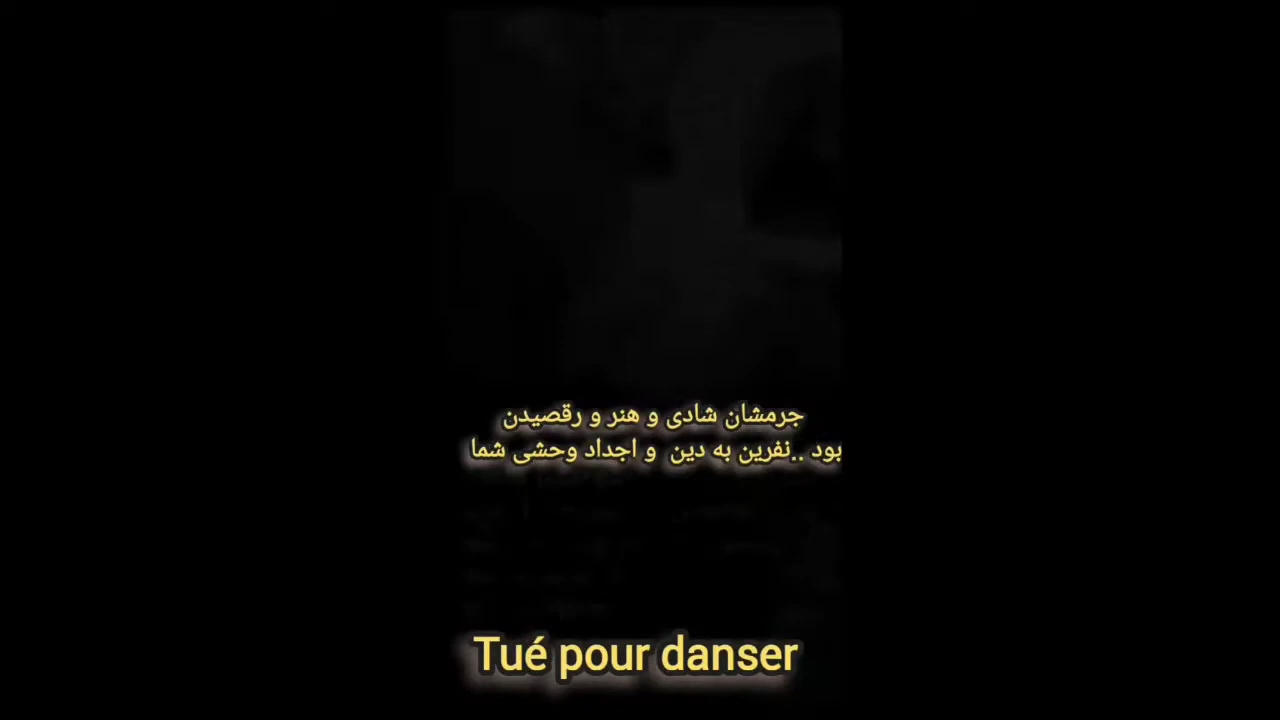 جرمشان شادی و هنر و رقصیدن
بود ..نفرین به دین و اجداد وحشی شما
Tué pour danser